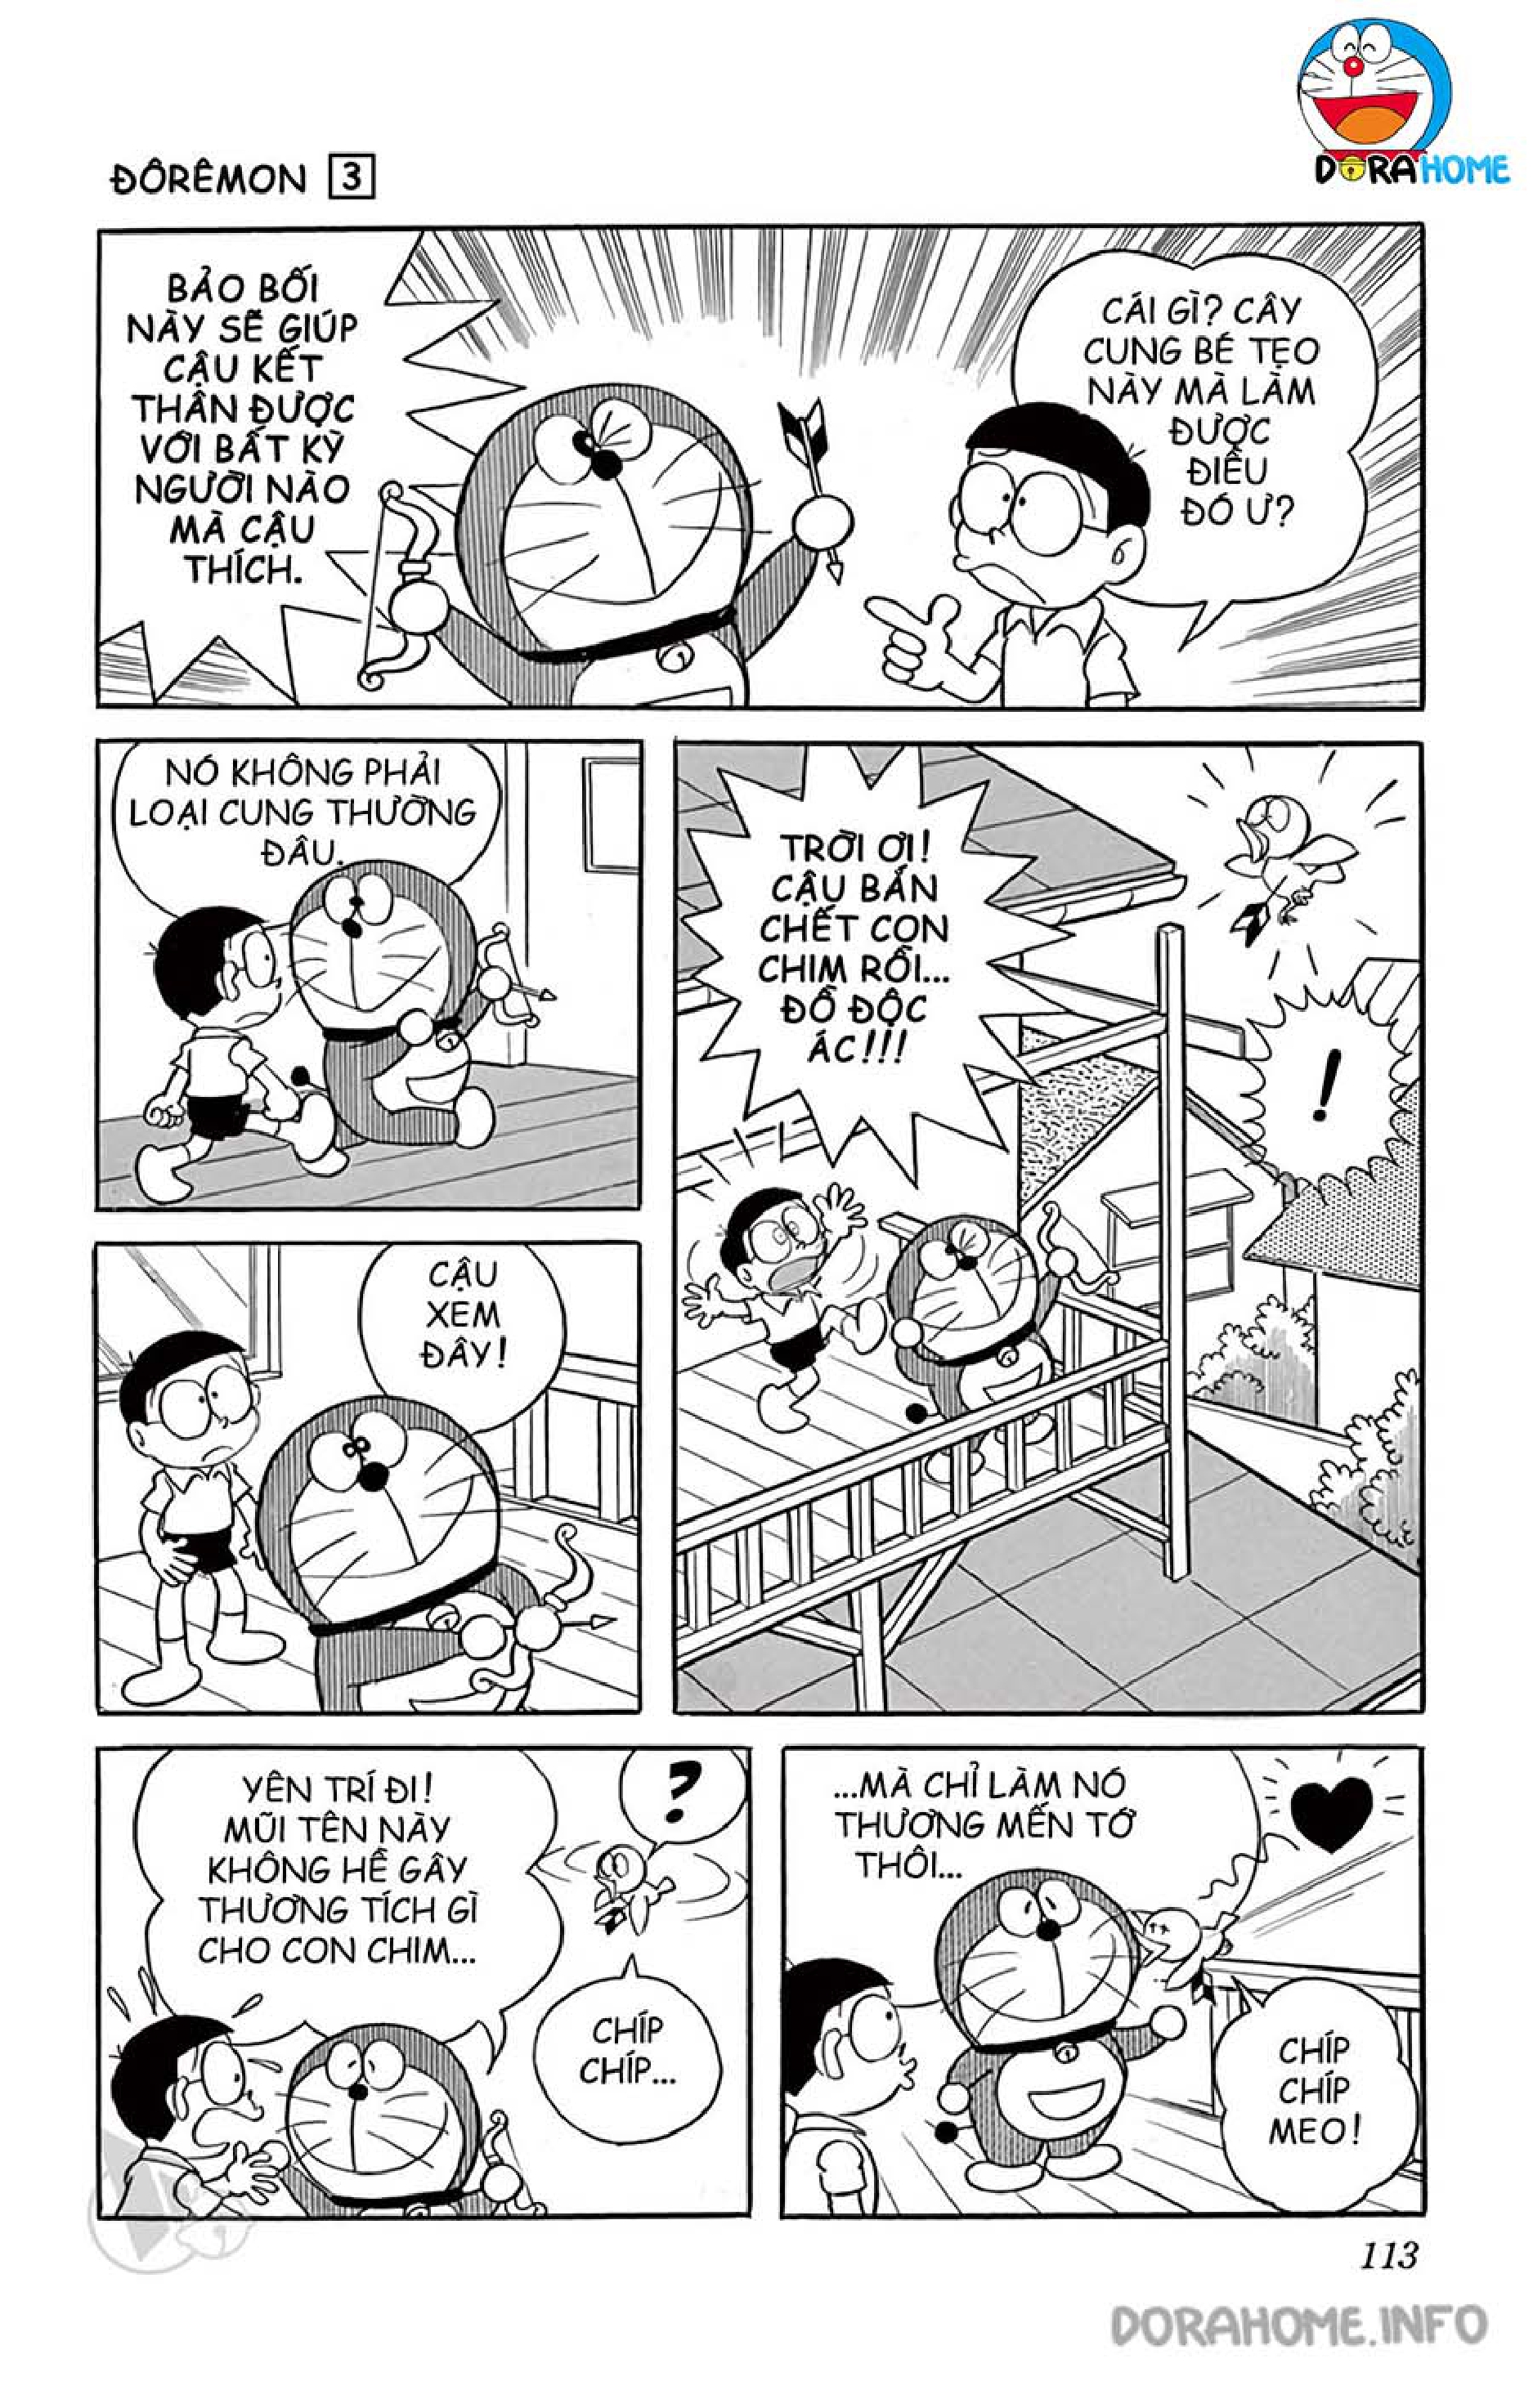 DORAHOME
ĐÔRÊMON 3
BẢO BỐI
NÀY SẼ GIÚP
CẬU KẾT
THÂN ĐƯỢC
VỚI BẤT KỲ
NGƯỜI NÀO
MÀ CẬU
THÍCH.
CÁI GÌ? CÂY
CUNG BÉ TẸO
NÀY MÀ LÀM
ĐƯỢC
ĐIỀU
ĐÓ Ư?
NÓ KHÔNG PHẢI
LOẠI CUNG THƯỜNG
ĐÂU.
CẬU
XEM
ĐÂY!
TRỜI ƠI!
CẬU BẮN
CHẾT CON
CHIM RỒI...
ĐỒ ĐỘC
ÁC!!!
!
YÊN TRÍ ĐI!
MŨI TÊN NÀY
KHÔNG HỀ GÂY
THƯƠNG TÍCH GÌ
CHO CON CHIM...
?
CHÍP
CHÍP...
...MÀ CHỈ LÀM NÓ
THƯƠNG MẾN TỚ
THÔI...
CHÍP
CHÍP
MEO!
113
DORAHOME.INFO